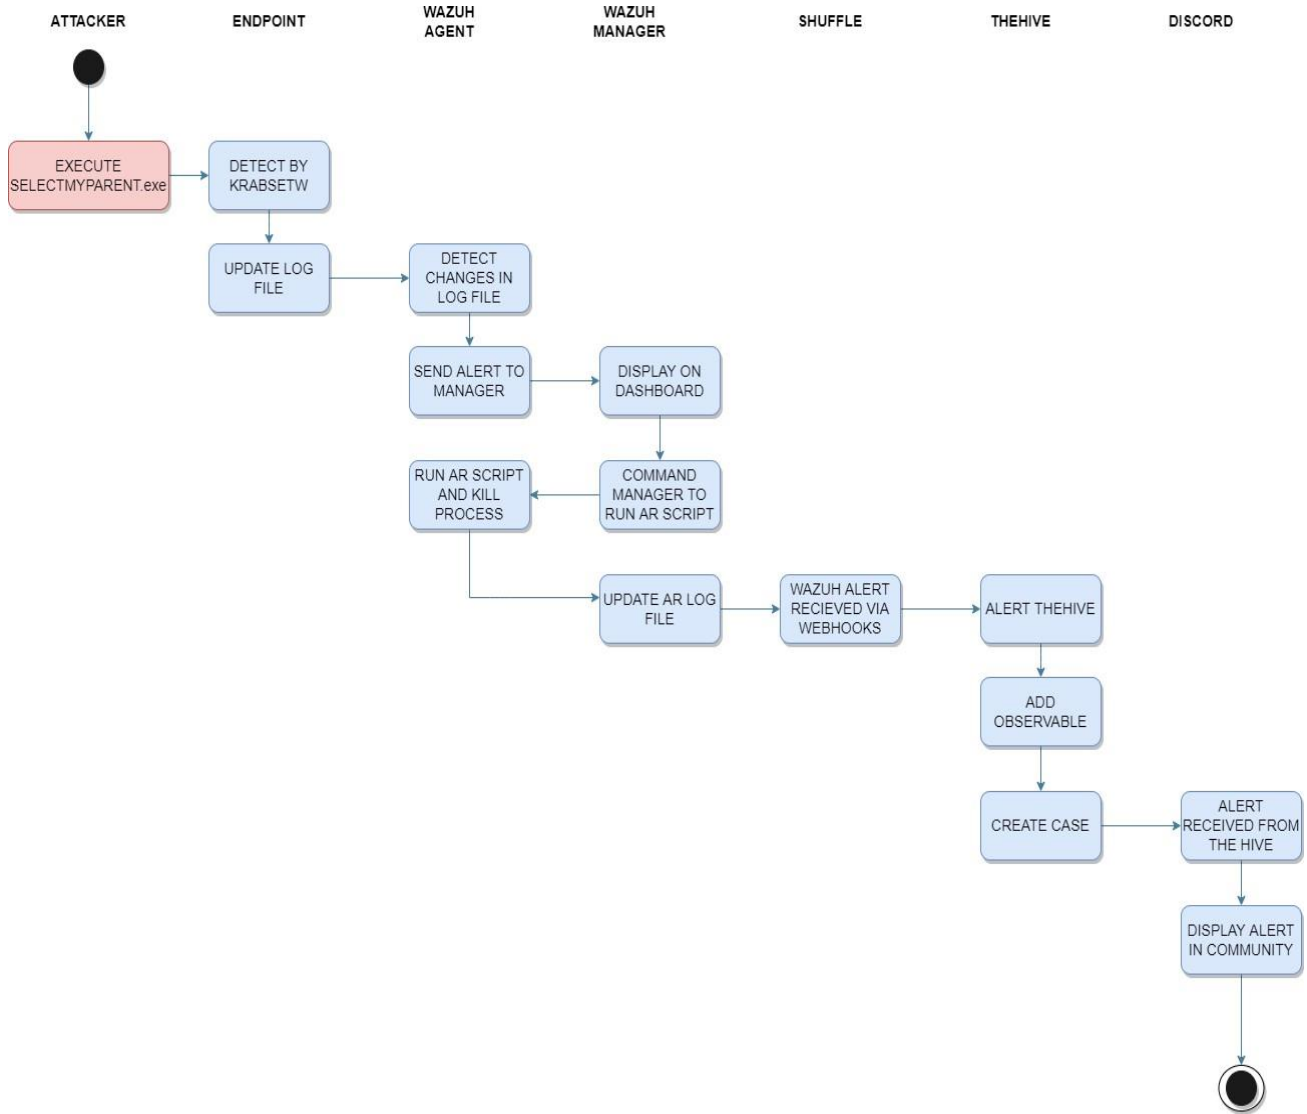 ATTACKER
ENDPOINT
WAZUH
AGENT
WAZUH
MANAGER
SHUFFLE
THEHIVE
DISCORD
EXECUTE
SELECTMYPARENT.exe
DETECT BY
KRABSETW
UPDATE LOG
FILE
DETECT
CHANGES IN
LOG FILE
SEND ALERT TO
MANAGER
DISPLAY ON
DASHBOARD
RUN AR SCRIPT
AND KILL
PROCESS
COMMAND
MANAGER TO
RUN AR SCRIPT
UPDATE AR LOG
FILE
WAZUH ALERT
RECIEVED VIA
WEBHOOKS
ALERT THEHIVE
ADD
OBSERVABLE
CREATE CASE
ALERT
RECEIVED FROM
THE HIVE
DISPLAY ALERT
IN COMMUNITY